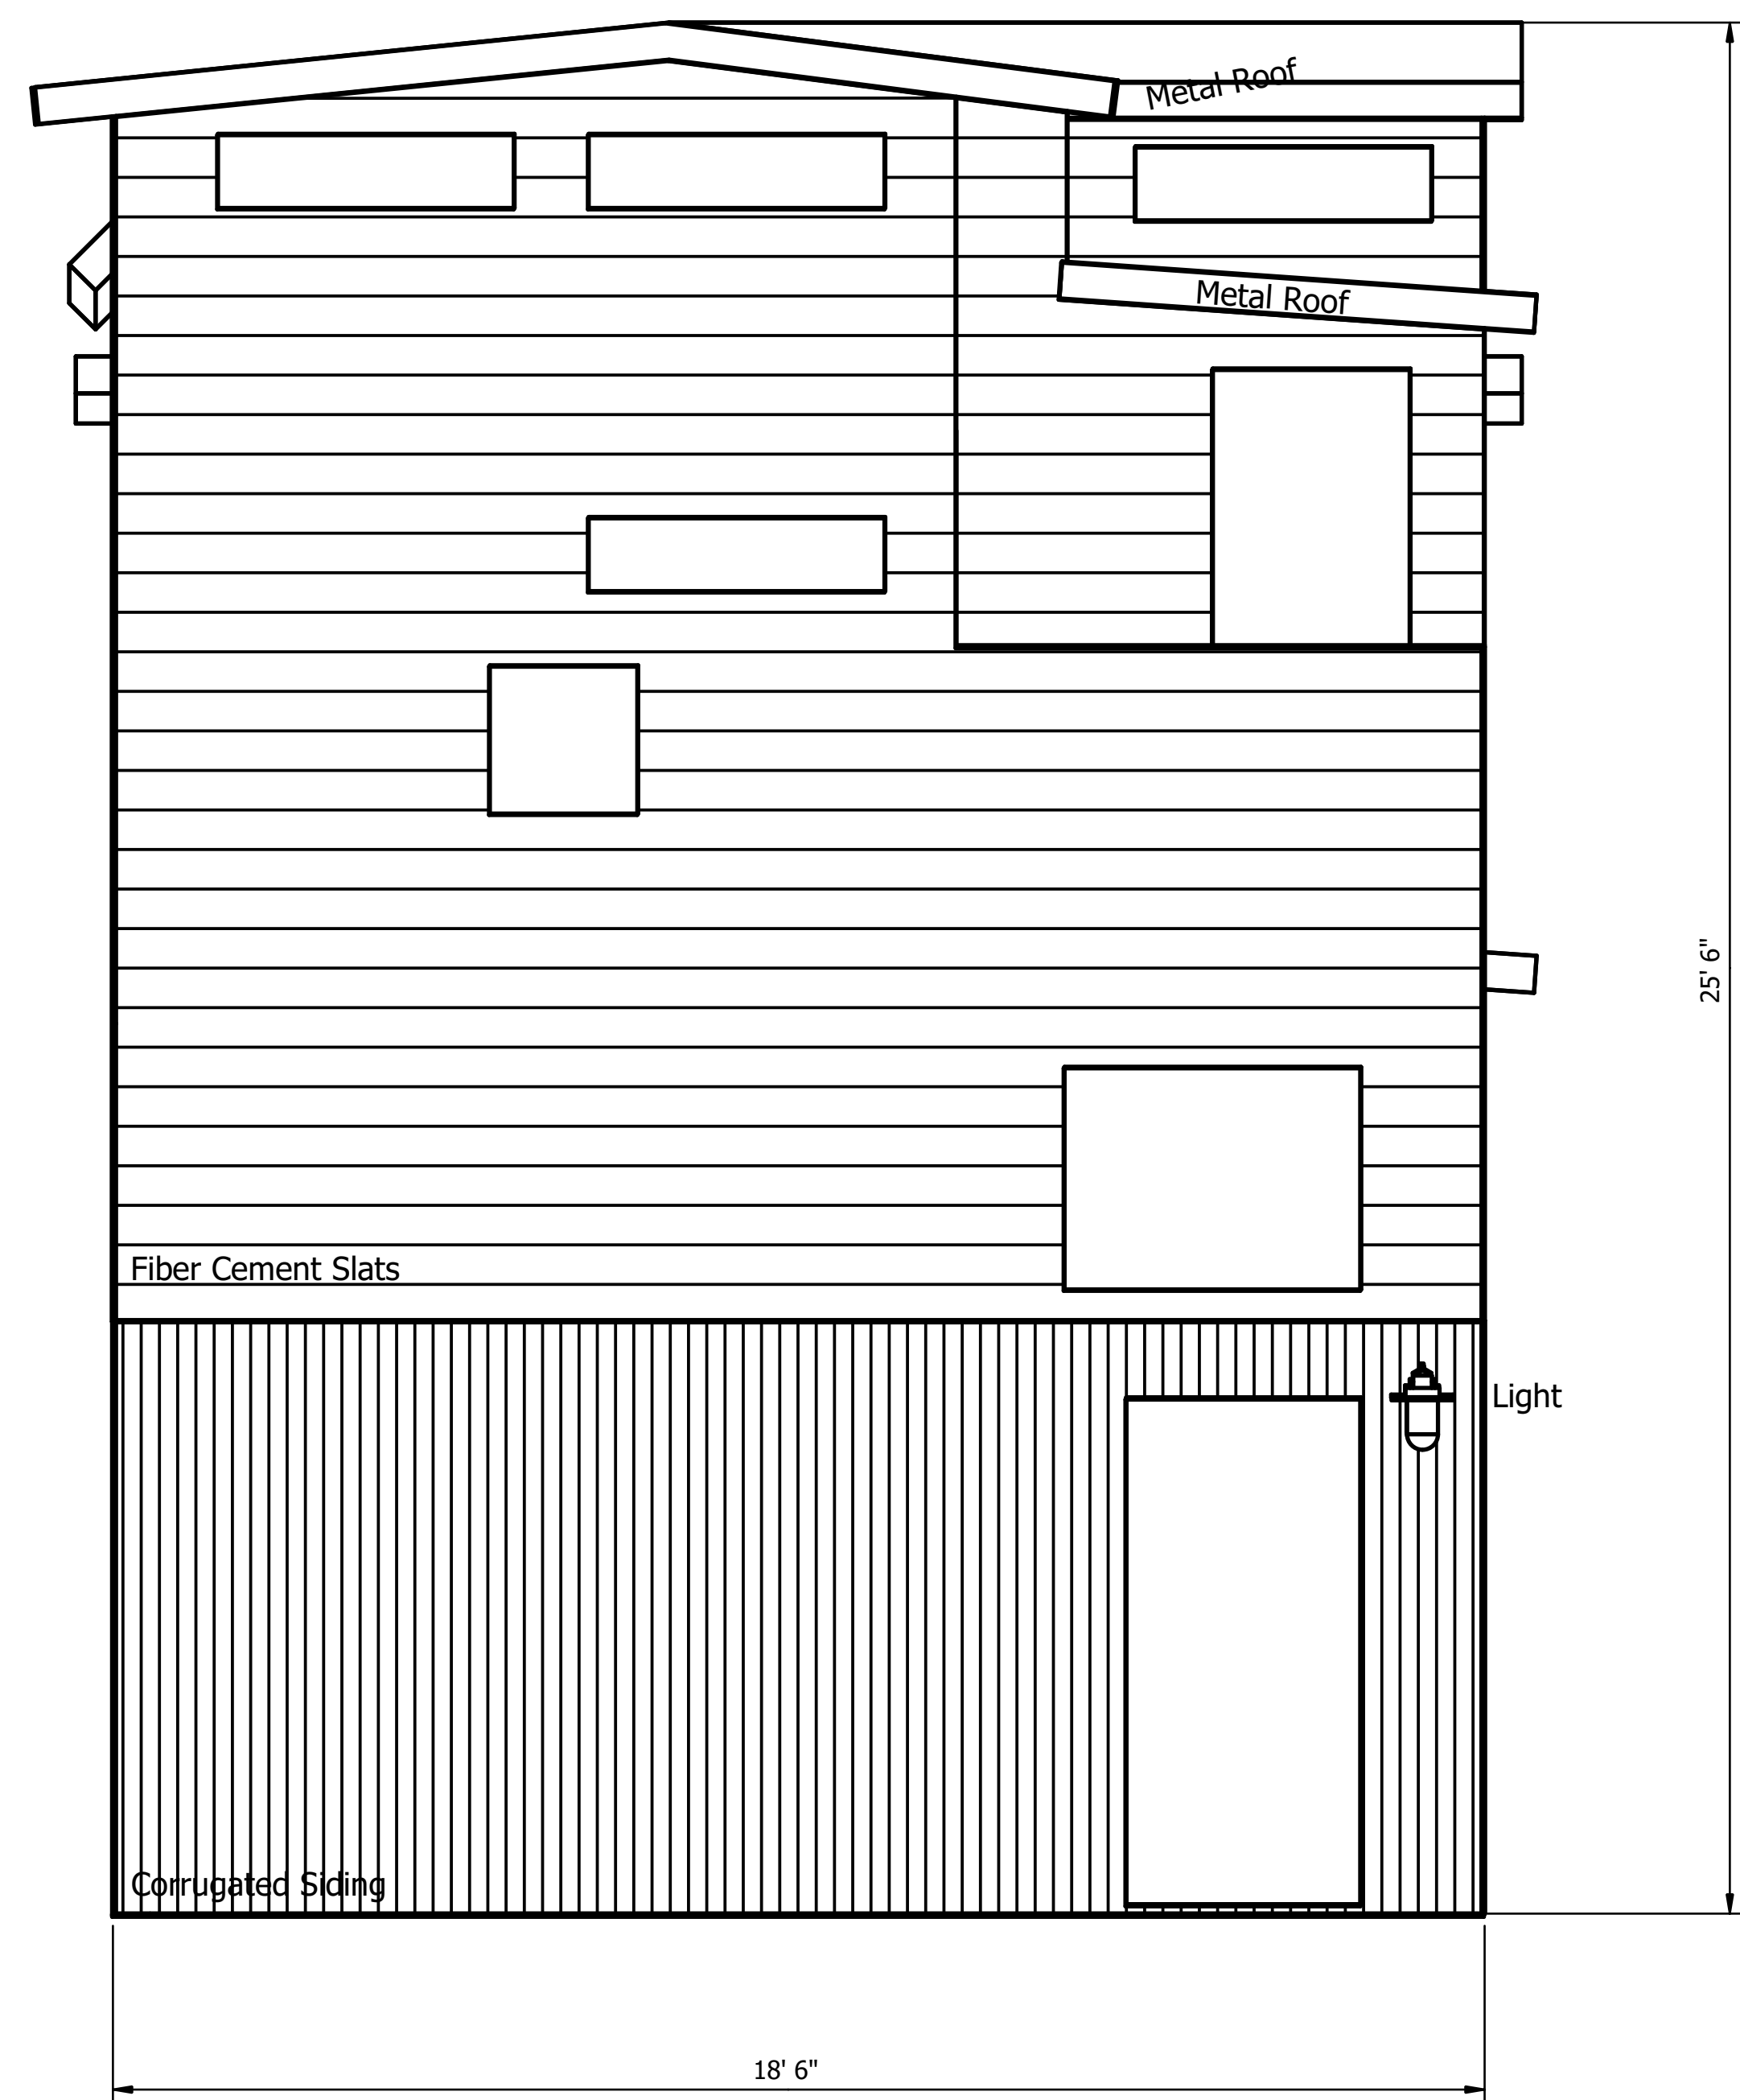 Metal Roof
Metal Roof
25' 6"
Fiber Cement Slats
Light
Corrugated Siding
18' 6"